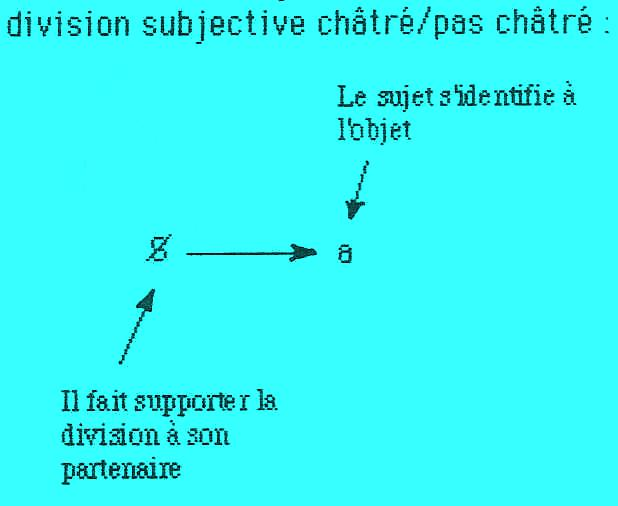 division subjective châtré/pas châtré :
Le sujet s'identifie à
l'objet
$ a
Il fait supporter la
division à son
partenaire